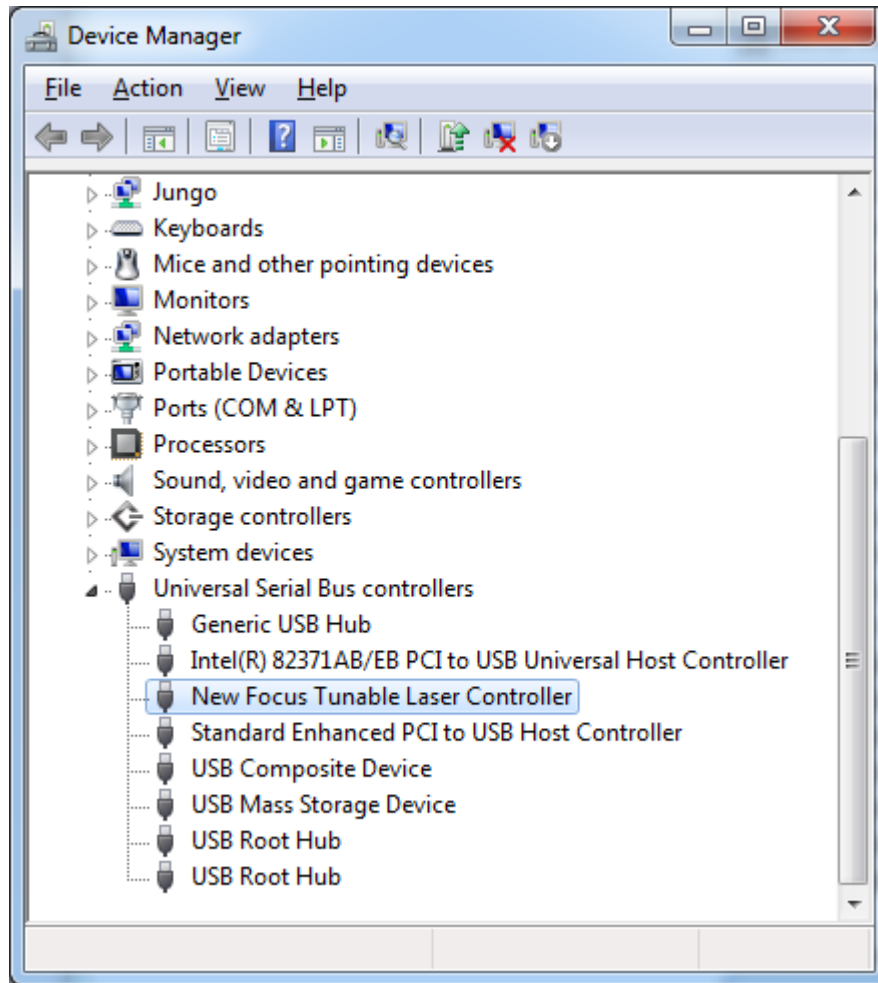 Device Manager
File Action View Help
Jungo
Keyboards
Mice and other pointing devices
Monitors
Network adapters
Portable Devices
Ports (COM & LPT)
Processors
Sound, video and game controllers
Storage controllers
System devices
Universal Serial Bus controllers
Generic USB Hub
Intel(R) 82371AB/EB PCI to USB Universal Host Controller
New Focus Tunable Laser Controller
Standard Enhanced PCI to USB Host Controller
USB Composite Device
USB Mass Storage Device
USB Root Hub
USB Root Hub